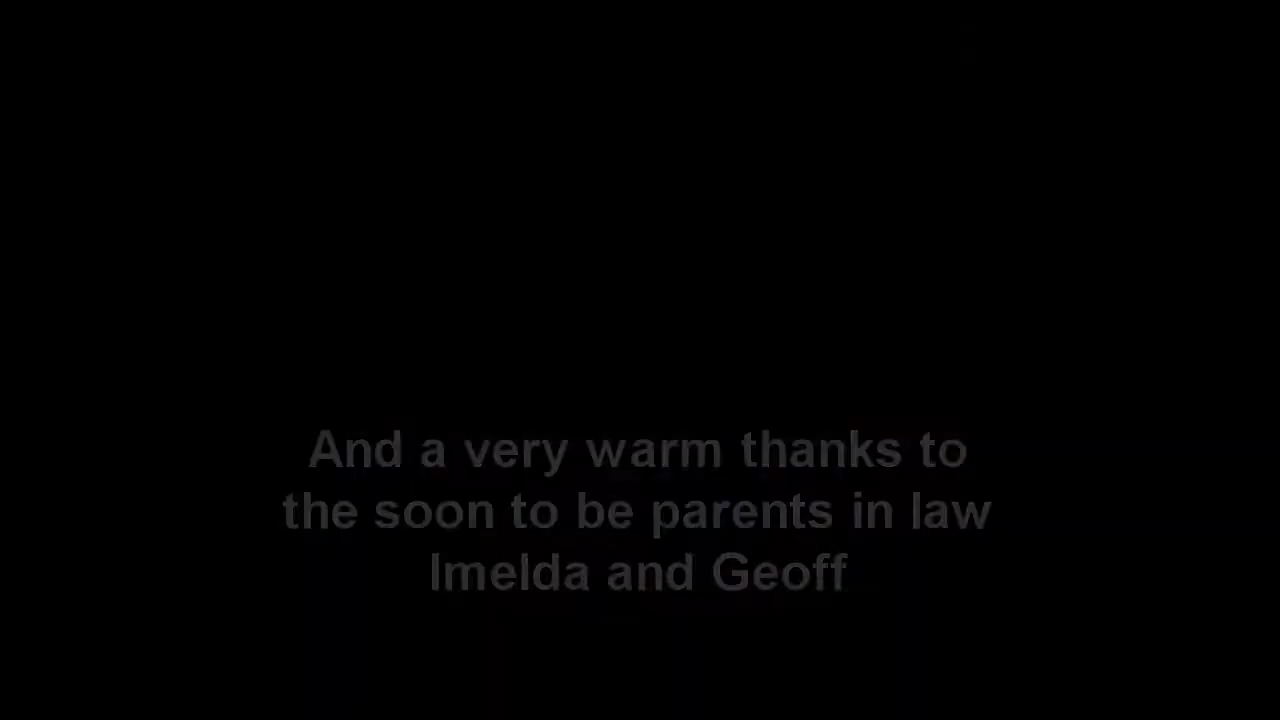 And a very warm thanks to
the soon to be parents in law
Imelda and Geoff